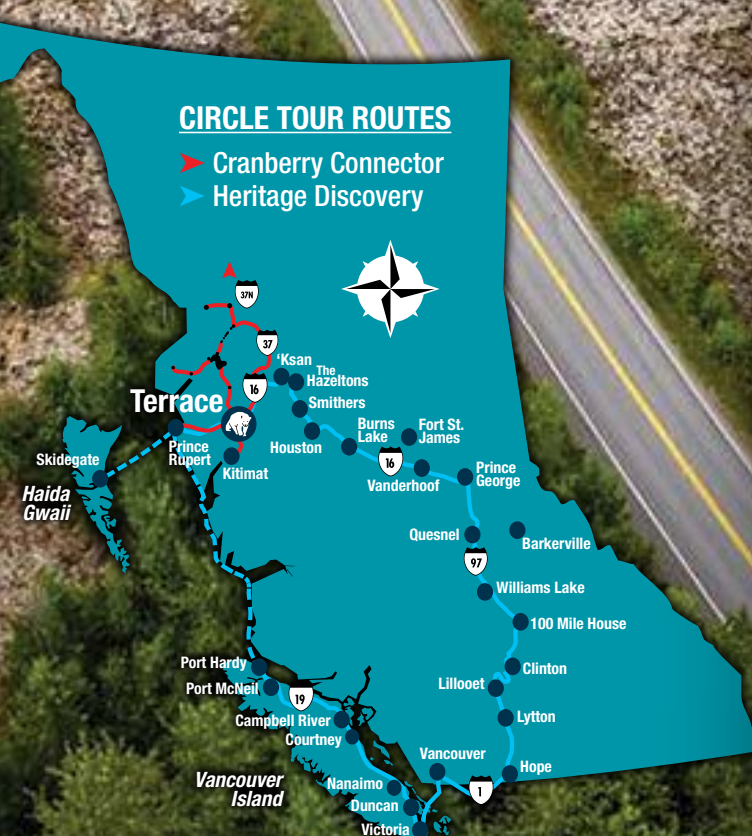 CIRCLE TOUR ROUTES
Cranberry Connector
Heritage Discovery
37N
37
'Ksan
The
Hazeltons
16
Terrace
Smithers
Prince
Rupert
Kitimat
Houston
Burns
Lake
Fort St.
James
16
Vanderhoof
Prince
George
Skidegate
Haida
Gwaii
Quesnel
Barkerville
97
Williams Lake
100 Mile House
Port Hardy
Port McNeil
19
Campbell River
Courtney
Clinton
Lillooet
Lytton
Vancouver
Hope
1
Vancouver
Island
Nanaimo
Duncan
Victoria